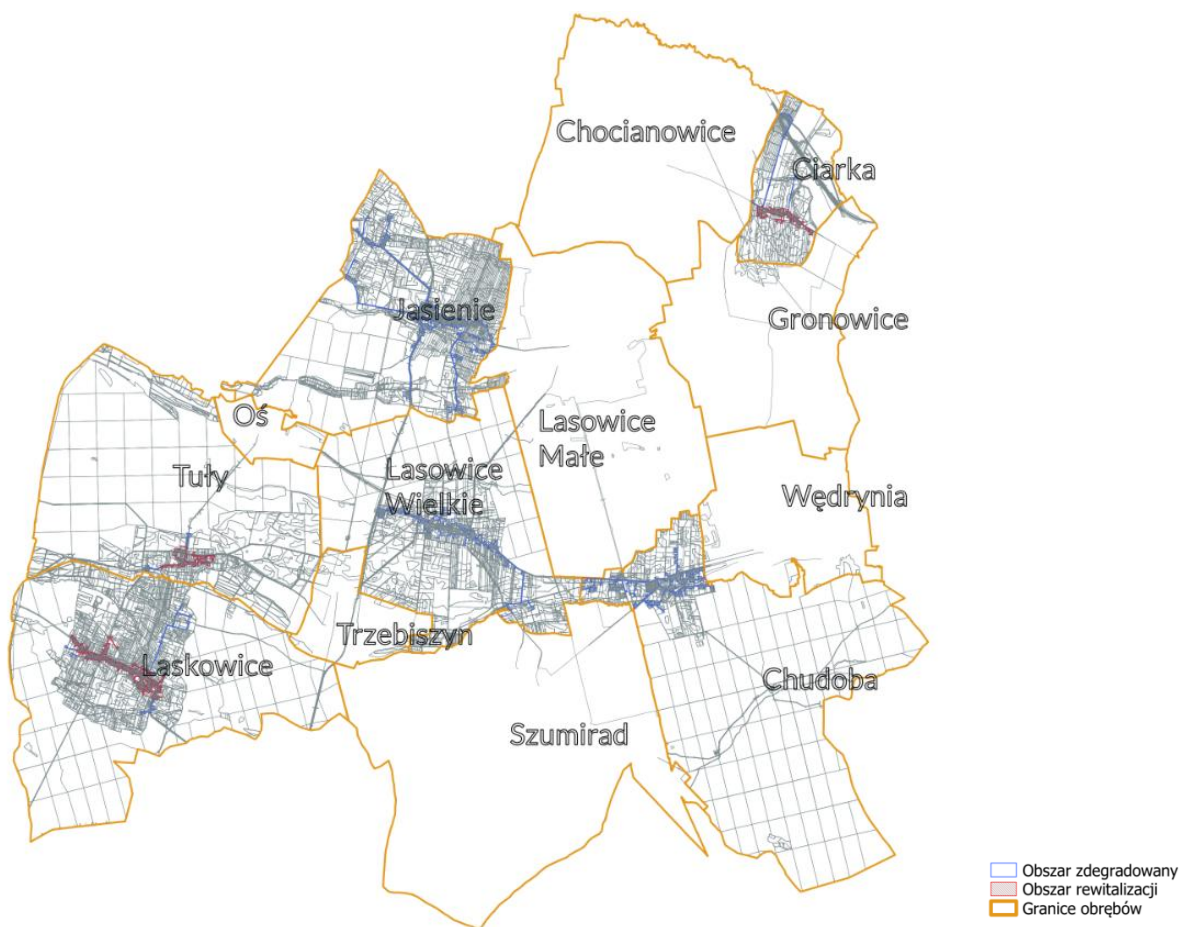 Chocianowice
Ciarka
Jasienie
Gronowice
Oś
Lasowice
Małe
Tuły
Lasowice
Wielkie
Wędrynia
Trzebiszyn
Laskowice
Chudoba
Szumirad
Obszar zdegradowany
Obszar rewitalizacji
Granice obrębów